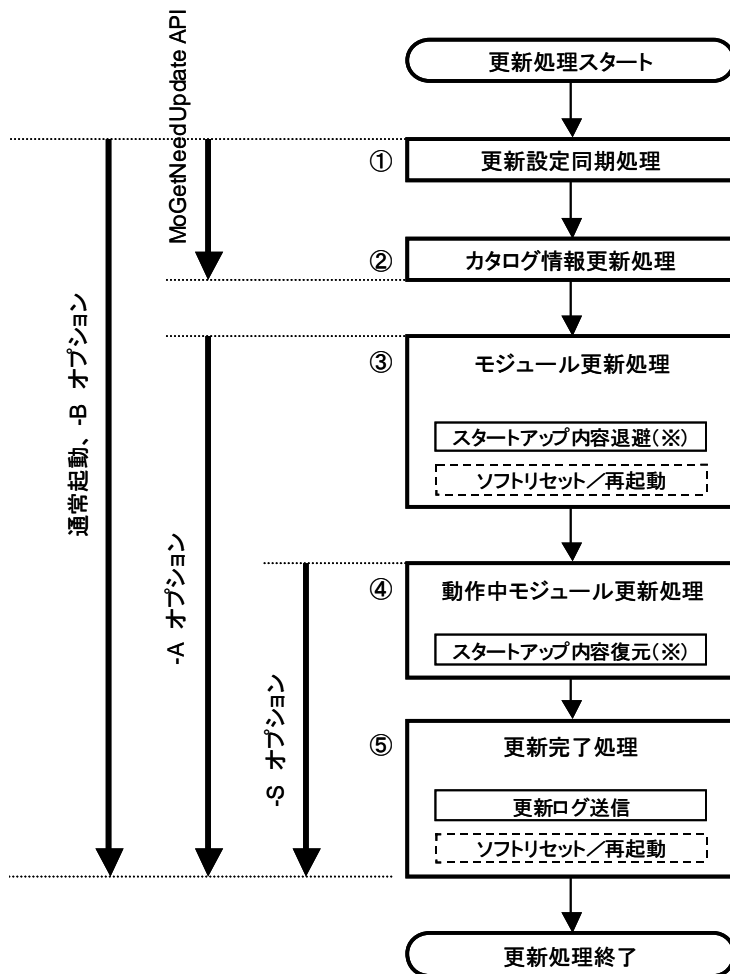 更新処理スタート
MoGetNeedUpdate API
① 更新設定同期処理
② カタログ情報更新処理
通常起動、-B オプション
③ モジュール更新処理
スタートアップ内容退避(※)
ソフトリセット／再起動
-A オプション
④ 動作中モジュール更新処理
スタートアップ内容復元(※)
-S オプション
⑤ 更新完了処理
更新ログ送信
ソフトリセット／再起動
更新処理終了